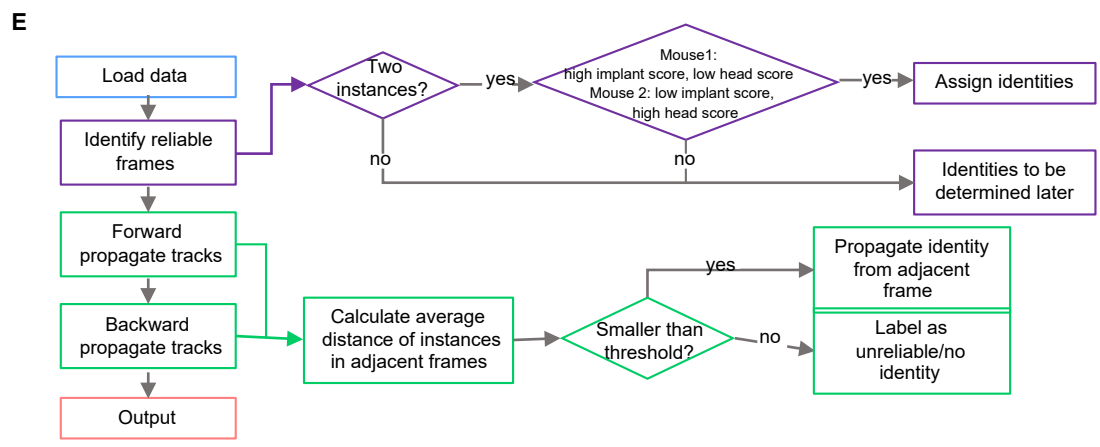 E
Load data
Identify reliable
frames
Forward
propagate tracks
Backward
propagate tracks
Output
Two
instances?
yes
no
Mouse1:
high implant score, low head score
Mouse 2: low implant score,
high head score
yes
no
Assign identities
Identities to be
determined later
Calculate average
distance of instances
in adjacent frames
Smaller than
threshold?
yes
no
Propagate identity
from adjacent
frame
Label as
unreliable/no
identity